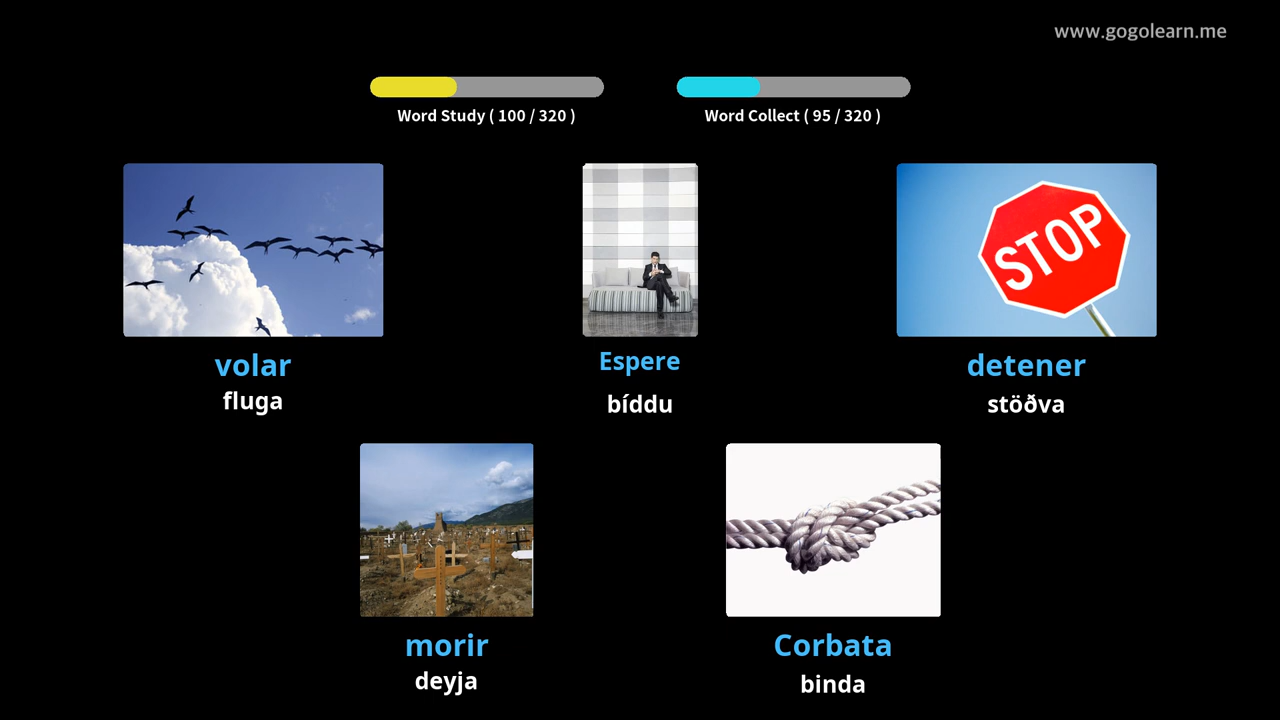 www.gogolearn.me
Word Study ( 100 / 320 )
Word Collect ( 95 / 320 )
STOP
volar
fluga
Espere
bíddu
detener
stöðva
morir
deyja
Corbata
binda